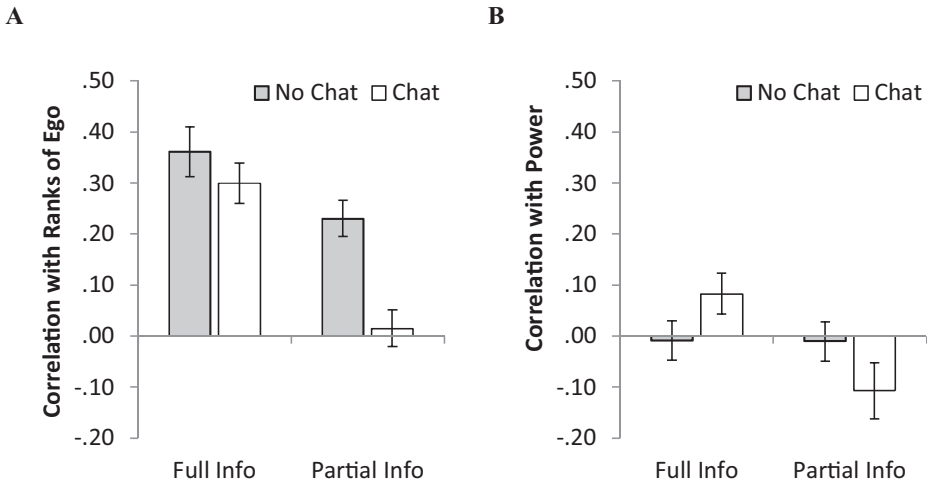 A
B
Correlation with Ranks of Ego
.50
.40
.30
.20
.10
.00
-.10
-.20
No Chat
Chat
Full Info
Partial Info
Correlation with Power
.50
.40
.30
.20
.10
.00
-.10
-.20
No Chat
Chat
Full Info
Partial Info